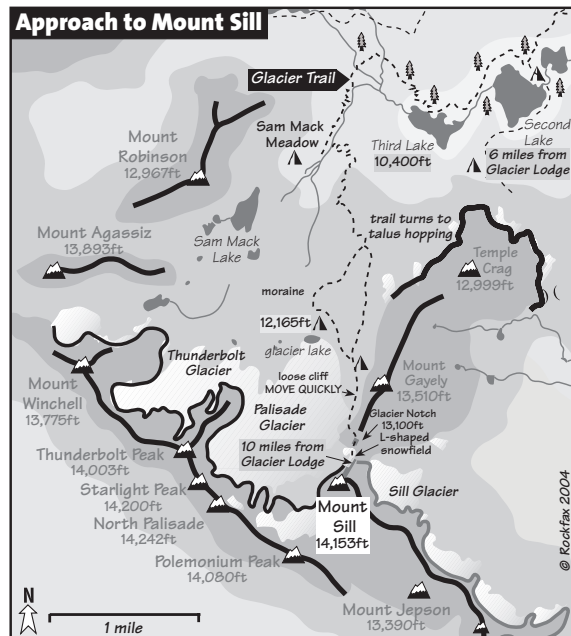 Approach to Mount Sill
Glacier Trail
Mount
Robinson
12,967ft
Sam Mack
Meadow
Third Lake
10,400ft
Second
Lake
6 miles from
Glacier Lodge
Mount Agassiz
13,893ft
Sam Mack
Lake
trail turns to
talus hopping
Temple
Crag
12,999ft
moraine
12,165ft
glacier lake
Thunderbolt
Glacier
loose cliff
MOVE QUICKLY
Mount
Gayely
13,510ft
Mount
Winchell
13,775ft
Palisade
Glacier
Glacier Notch
13,100ft
L-shaped
snowfield
10 miles from
Glacier Lodge
Thunderbolt Peak
14,003ft
Starlight Peak
14,200ft
North Palisade
14,242ft
Sill Glacier
Mount
Sill
14,153ft
Polemonium Peak
14,080ft
Mount Jepson
13,390ft
N
1 mile
© Rockfax 2004